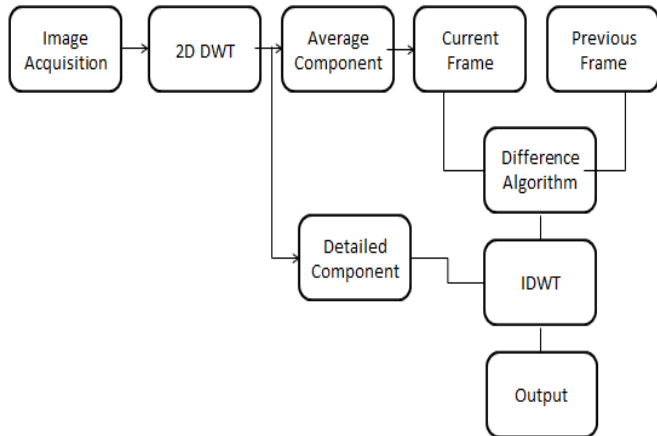 Image
Acquisition
2D DWT
Average
Component
Current
Frame
Previous
Frame
Difference
Algorithm
Detailed
Component
IDWT
Output